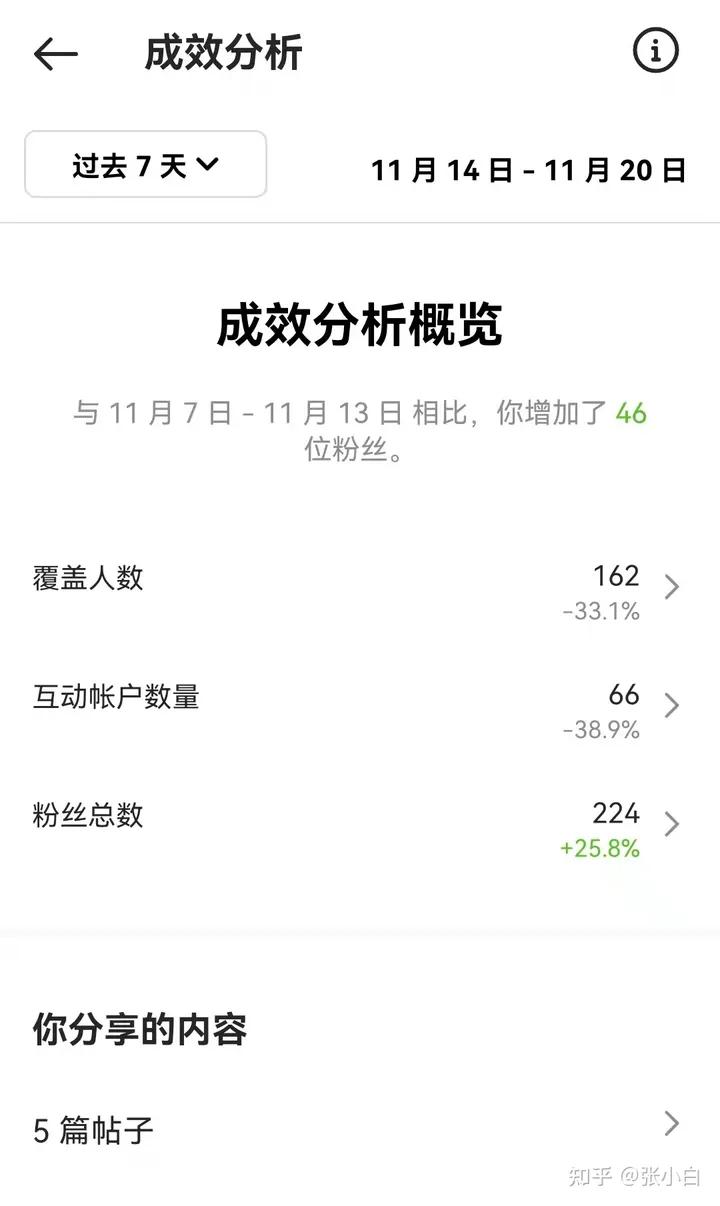 成效分析
过去 7 天
11 月 14 日 – 11 月 20 日
成效分析概览
与 11 月 7 日 – 11 月 13 日 相比，你增加了 46
位粉丝。
覆盖人数
162
-33.1%
互动帐户数量
66
-38.9%
粉丝总数
224
+25.8%
你分享的内容
5 篇帖子
知乎 @张小白